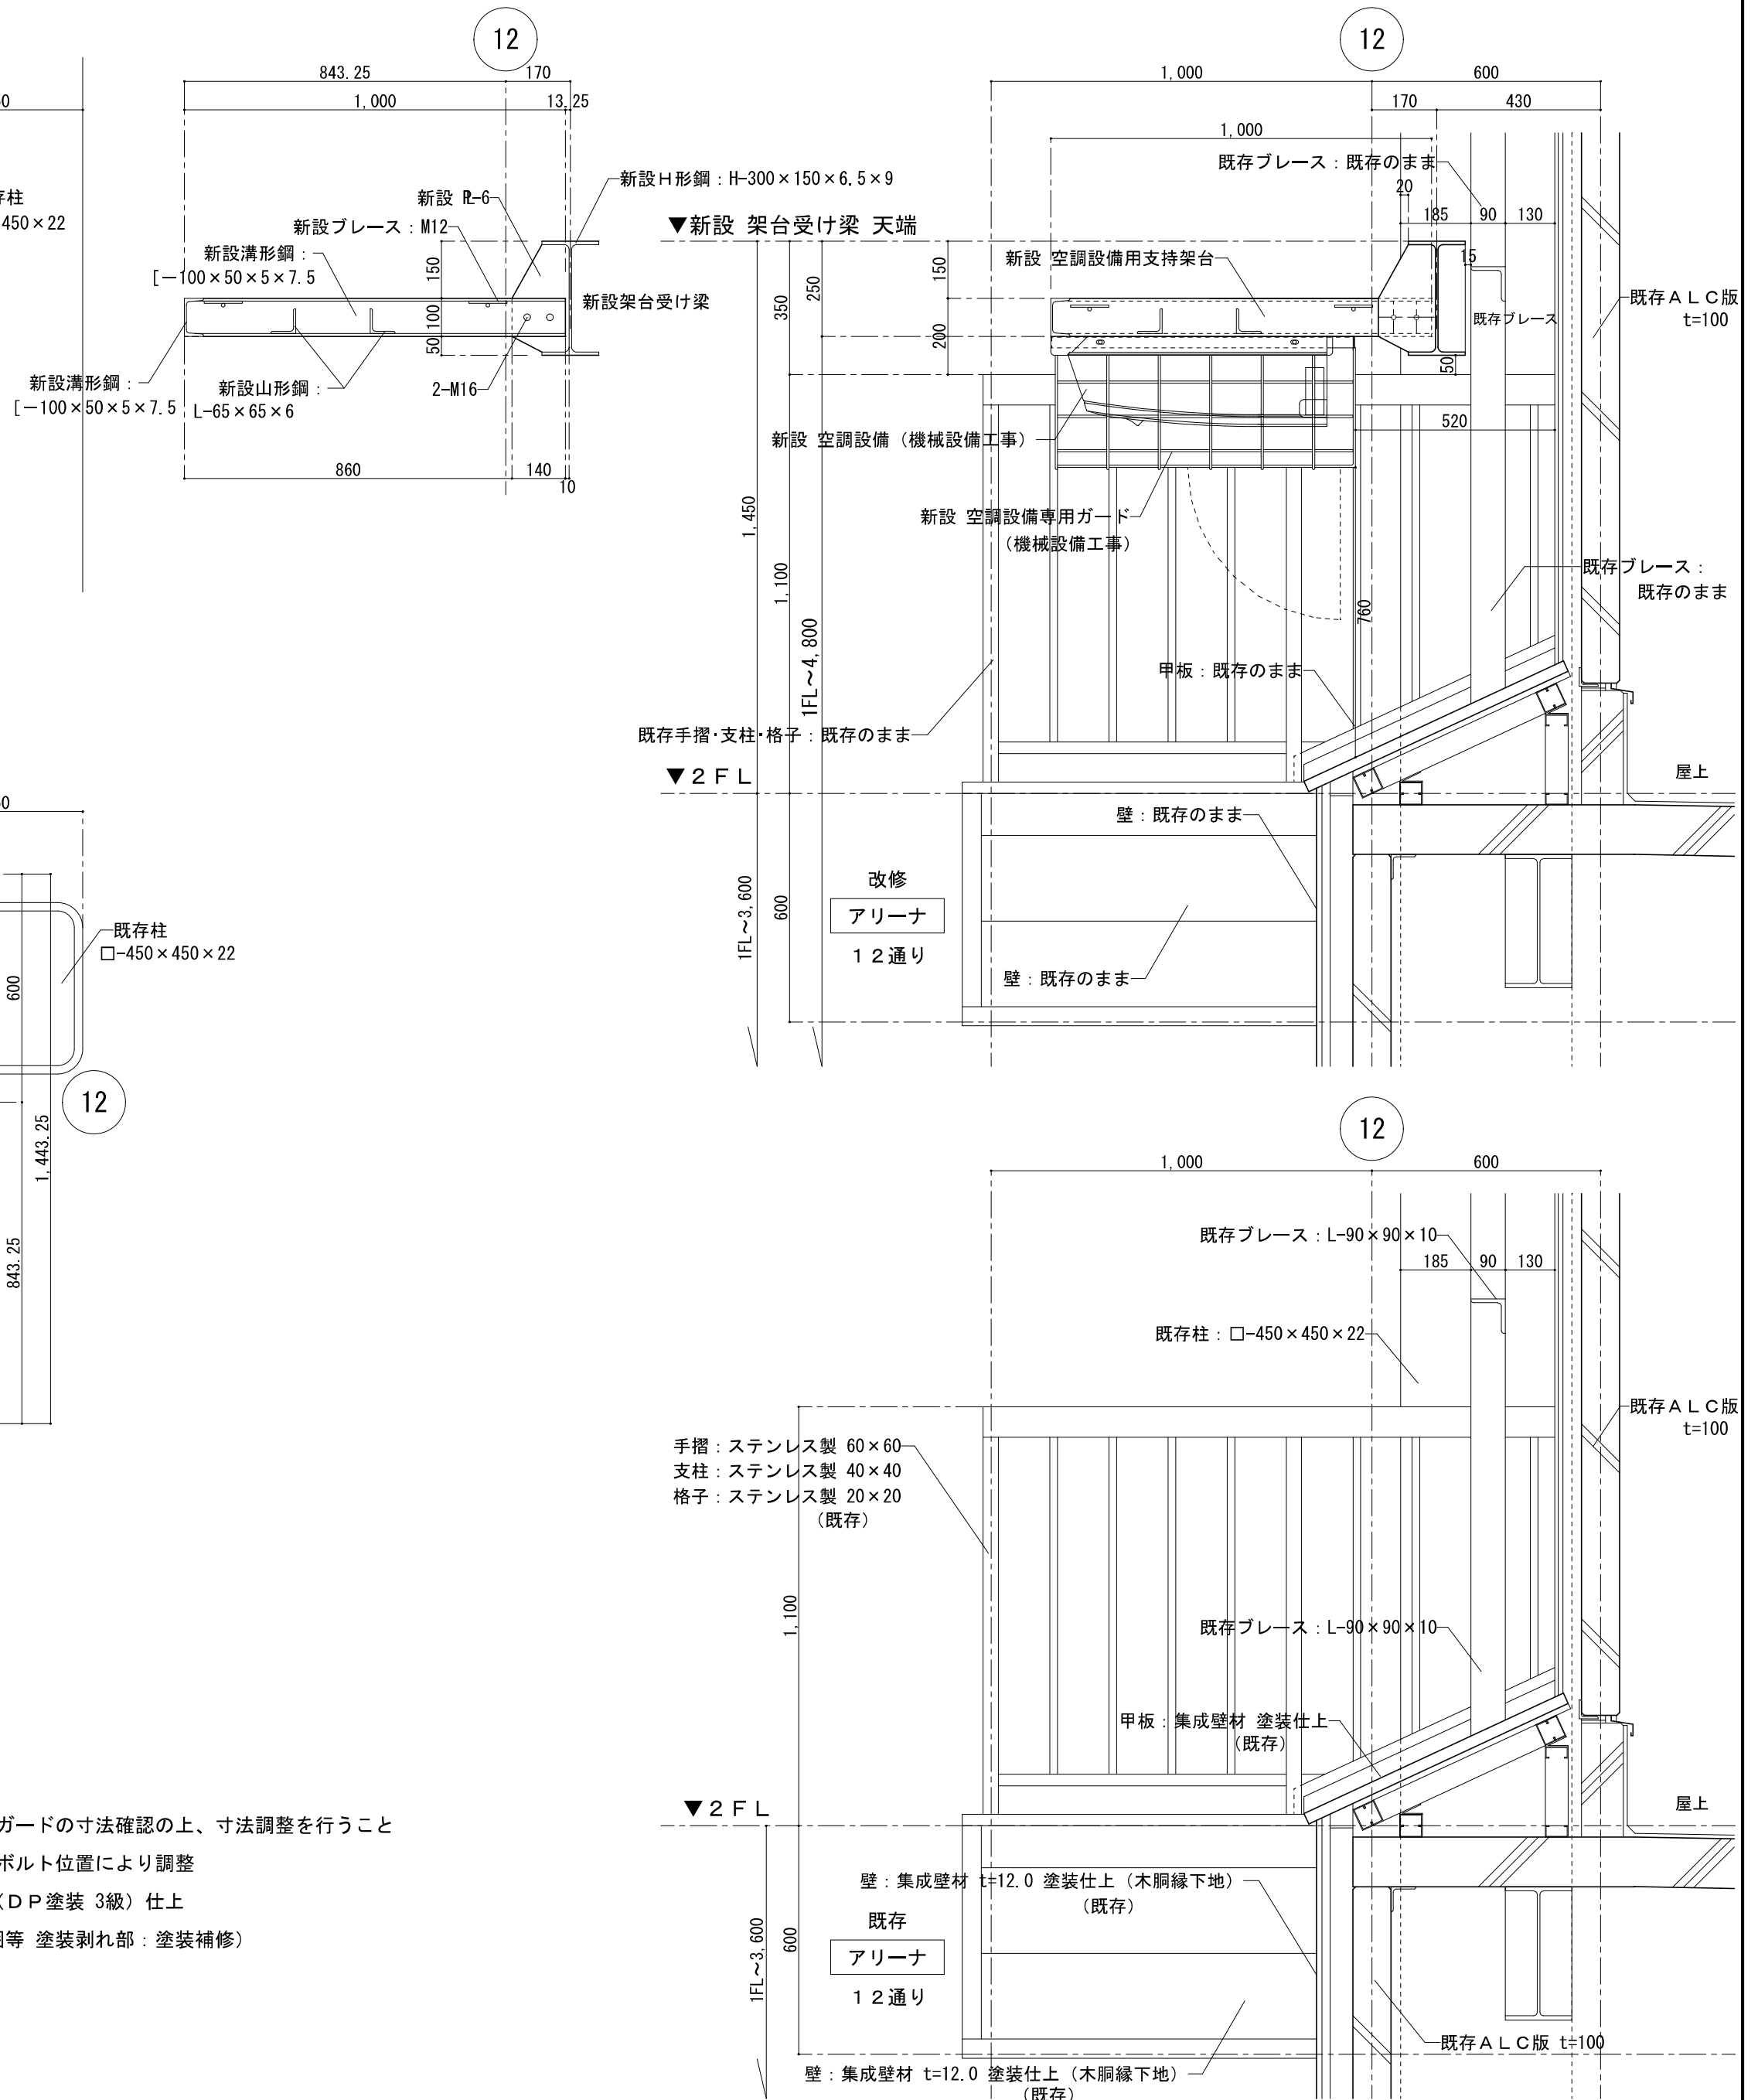 12
843.25
170
1,000
13.25
新設H形鋼：H-300×150×6.5×9
新設 PL-6
新設ブレース：M12
新設溝形鋼：
[－100×50×5×7.5
150
100
50
新設架台受け梁
新設溝形鋼：
[－100×50×5×7.5
新設山形鋼：
L-65×65×6
2-M16
860
140
10
存柱
450×22
12
1,000
600
170
430
1,000
既存ブレース：既存のまま
20
185
90
130
▼新設 架台受け梁 天端
新設 空調設備用支持架台
15
150
250
350
200
既存ブレース
既存ＡＬＣ版
t=100
50
520
新設 空調設備（機械設備工事）
新設 空調設備専用ガード
（機械設備工事）
1,450
1,100
1FL～4,800
760
既存ブレース：
既存のまま
甲板：既存のまま
既存手摺･支柱･格子：既存のまま
▼２ＦＬ
屋上
壁：既存のまま
改修
アリーナ
１２通り
1FL～3,600
600
壁：既存のまま
既存柱
□-450×450×22
600
12
1,443.25
843.25
12
1,000
600
既存ブレース：L-90×90×10
185
90
130
既存柱：□-450×450×22
既存ＡＬＣ版
t=100
手摺：ステンレス製 60×60
支柱：ステンレス製 40×40
格子：ステンレス製 20×20
（既存）
1,100
既存ブレース：L-90×90×10
甲板：集成壁材 塗装仕上
（既存）
▼２ＦＬ
屋上
壁：集成壁材 t=12.0 塗装仕上（木胴縁下地）
（既存）
既存
アリーナ
１２通り
1FL～3,600
600
既存ＡＬＣ版 t=100
壁：集成壁材 t=12.0 塗装仕上（木胴縁下地）
（既存）
ガードの寸法確認の上、寸法調整を行うこと
ボルト位置により調整
（ＤＰ塗装 3級）仕上
等 塗装剥れ部：塗装補修）